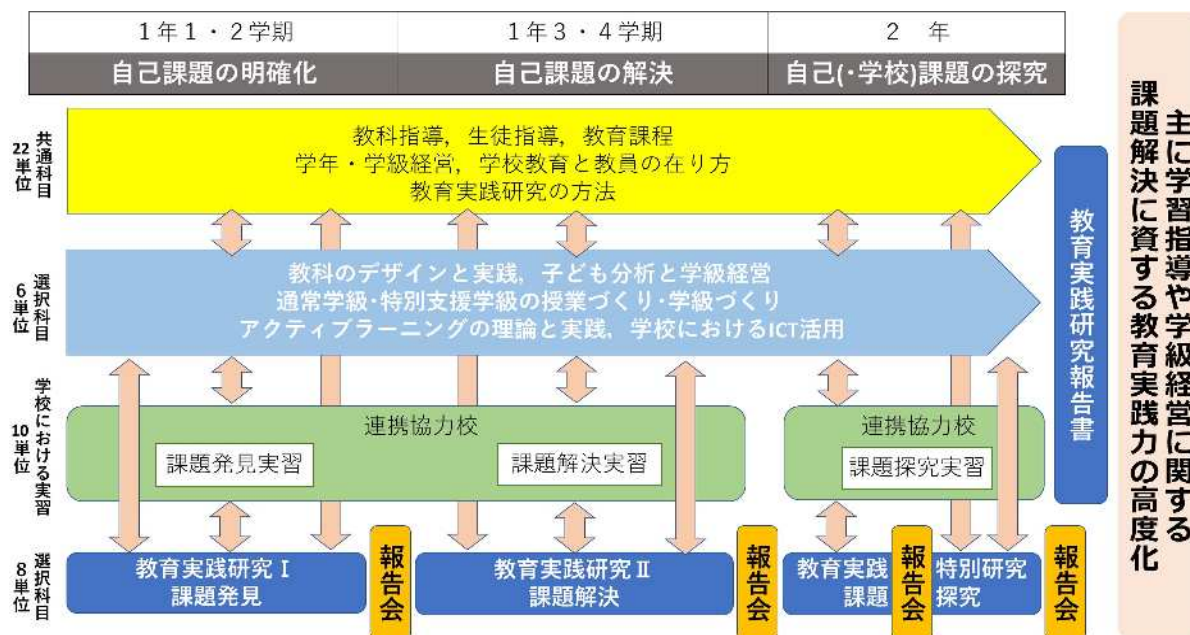 1年1・2学期
1年3・4学期
2 年
自己課題の明確化
自己課題の解決
自己(・学校)課題の探究
共通科目
22単位
教科指導，生徒指導，教育課程
学年・学級経営，学校教育と教員の在り方
教育実践研究の方法
選択科目
6単位
教科のデザインと実践，子ども分析と学級経営
通常学級・特別支援学級の授業づくり・学級づくり
アクティブラーニングの理論と実践，学校におけるICT活用
学校における実習
10単位
連携協力校
課題発見実習
課題解決実習
連携協力校
課題探究実習
選択科目
8単位
教育実践研究Ⅰ
課題発見
報告会
教育実践研究Ⅱ
課題解決
報告会
教育実践
課題
報告会
特別研究
探究
報告会
教育実践研究報告書
主に学習指導や学級経営に関する
課題解決に資する教育実践力の高度化